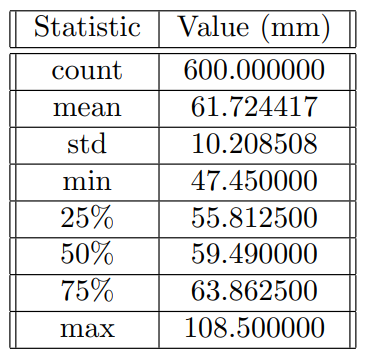 Statistic Value (mm)
count 600.000000
mean 61.724417
std 10.208508
min 47.450000
25% 55.812500
50% 59.490000
75% 63.862500
max 108.500000